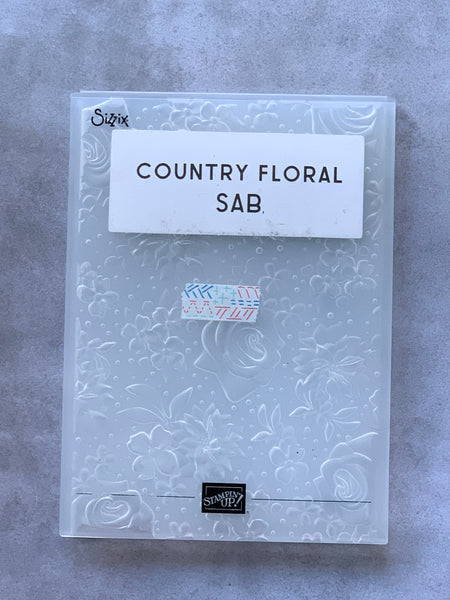 Sizzix
COUNTRY FLORAL
SAB
STAMPIN'
UP!